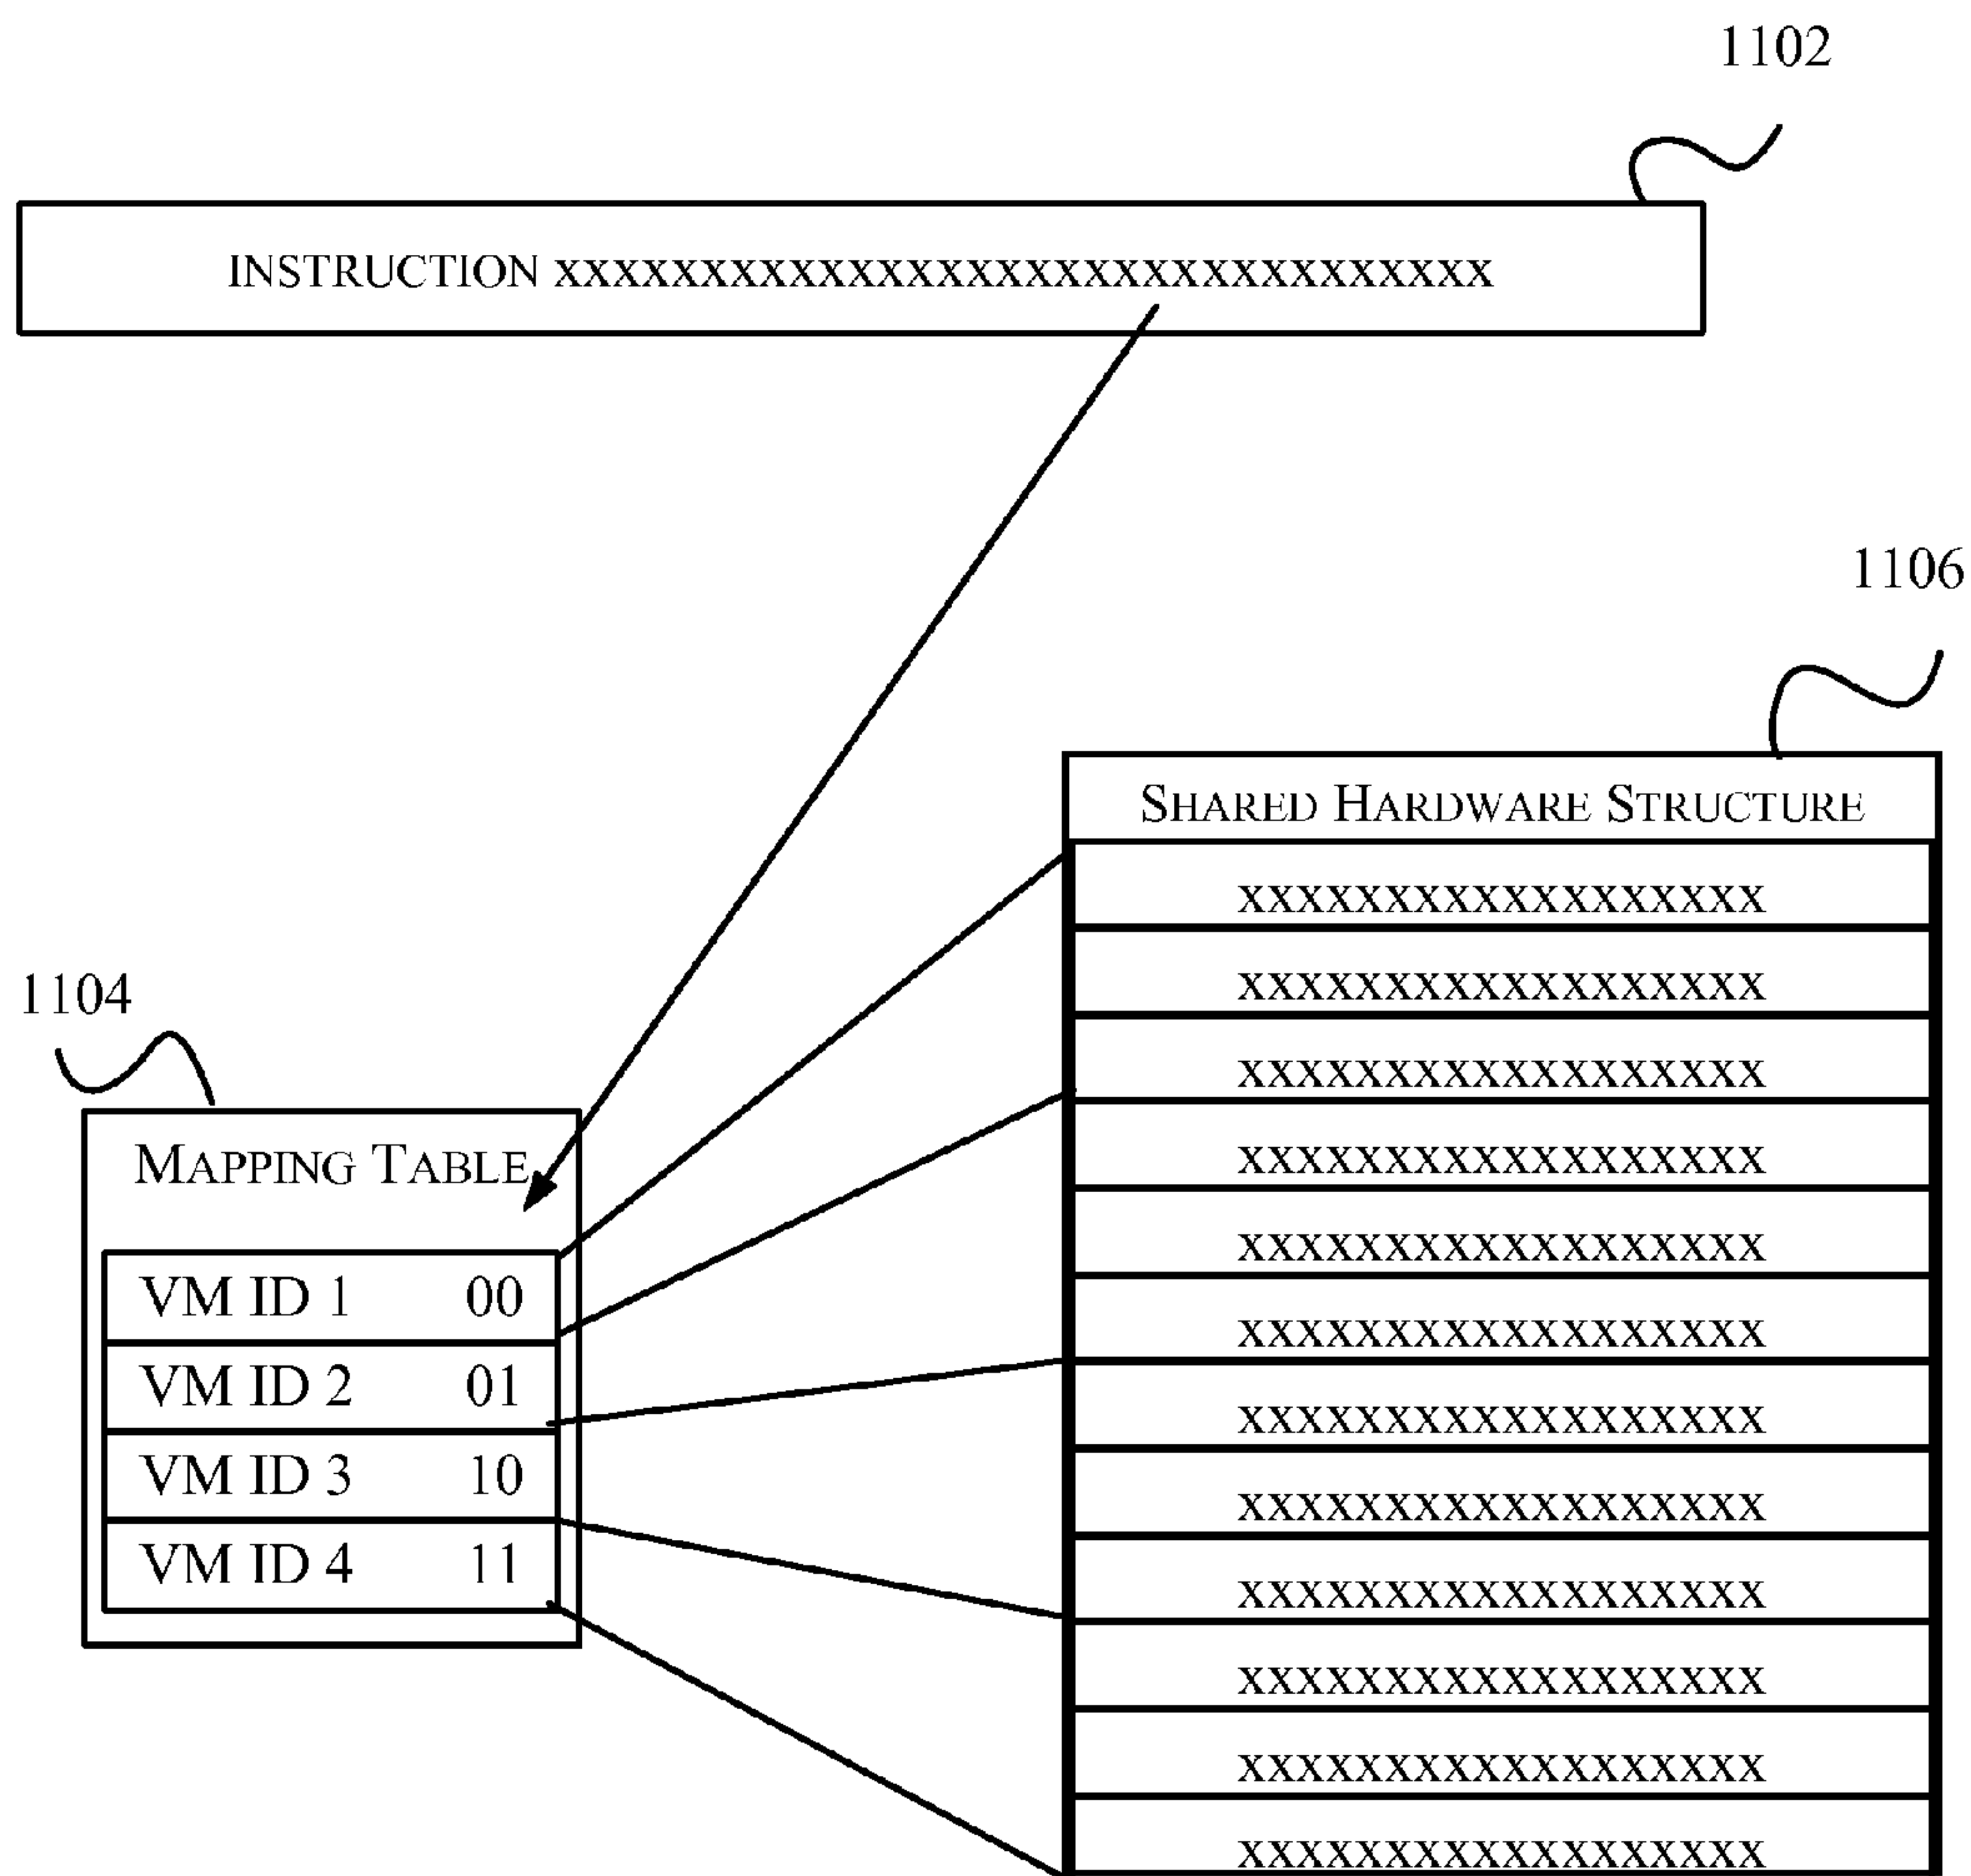 1102
INSTRUCTION XXXXXXXXXXXXXXXXXXXXXXXXXXXXXXXX
1106
SHARED HARDWARE STRUCTURE
XXXXXXXXXXXXXXXXXX
XXXXXXXXXXXXXXXXXX
XXXXXXXXXXXXXXXXXX
XXXXXXXXXXXXXXXXXX
XXXXXXXXXXXXXXXXXX
XXXXXXXXXXXXXXXXXX
XXXXXXXXXXXXXXXXXX
XXXXXXXXXXXXXXXXXX
XXXXXXXXXXXXXXXXXX
XXXXXXXXXXXXXXXXXX
XXXXXXXXXXXXXXXXXX
XXXXXXXXXXXXXXXXXX
1104
MAPPING TABLE
VM ID 1 00
VM ID 2 01
VM ID 3 10
VM ID 4 11